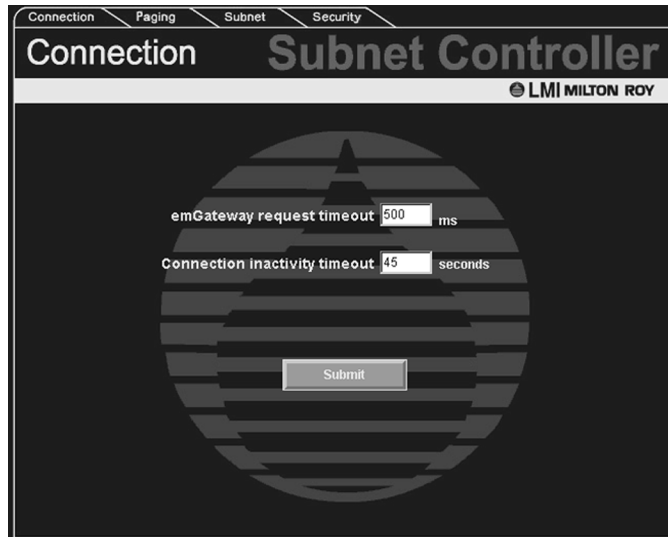 Connection Paging Subnet Security
Connection Subnet Controller
LMI MILTON ROY
emGateway request timeout 500 ms
Connection inactivity timeout 45 seconds
Submit